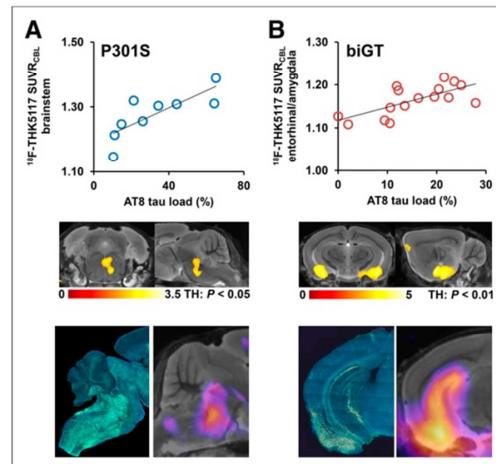 A
P301S
¹⁸F-THK5117 SUVR_CBL
brainstem
1.50
1.30
1.10
0
40
80
AT8 tau load (%)
0
3.5 TH: P < 0.05
B
biGT
¹⁸F-THK5117 SUVR_CBL
entorhinal/amygdala
1.30
1.20
1.10
1.00
0
10
20
30
AT8 tau load (%)
0
5
TH: P < 0.01